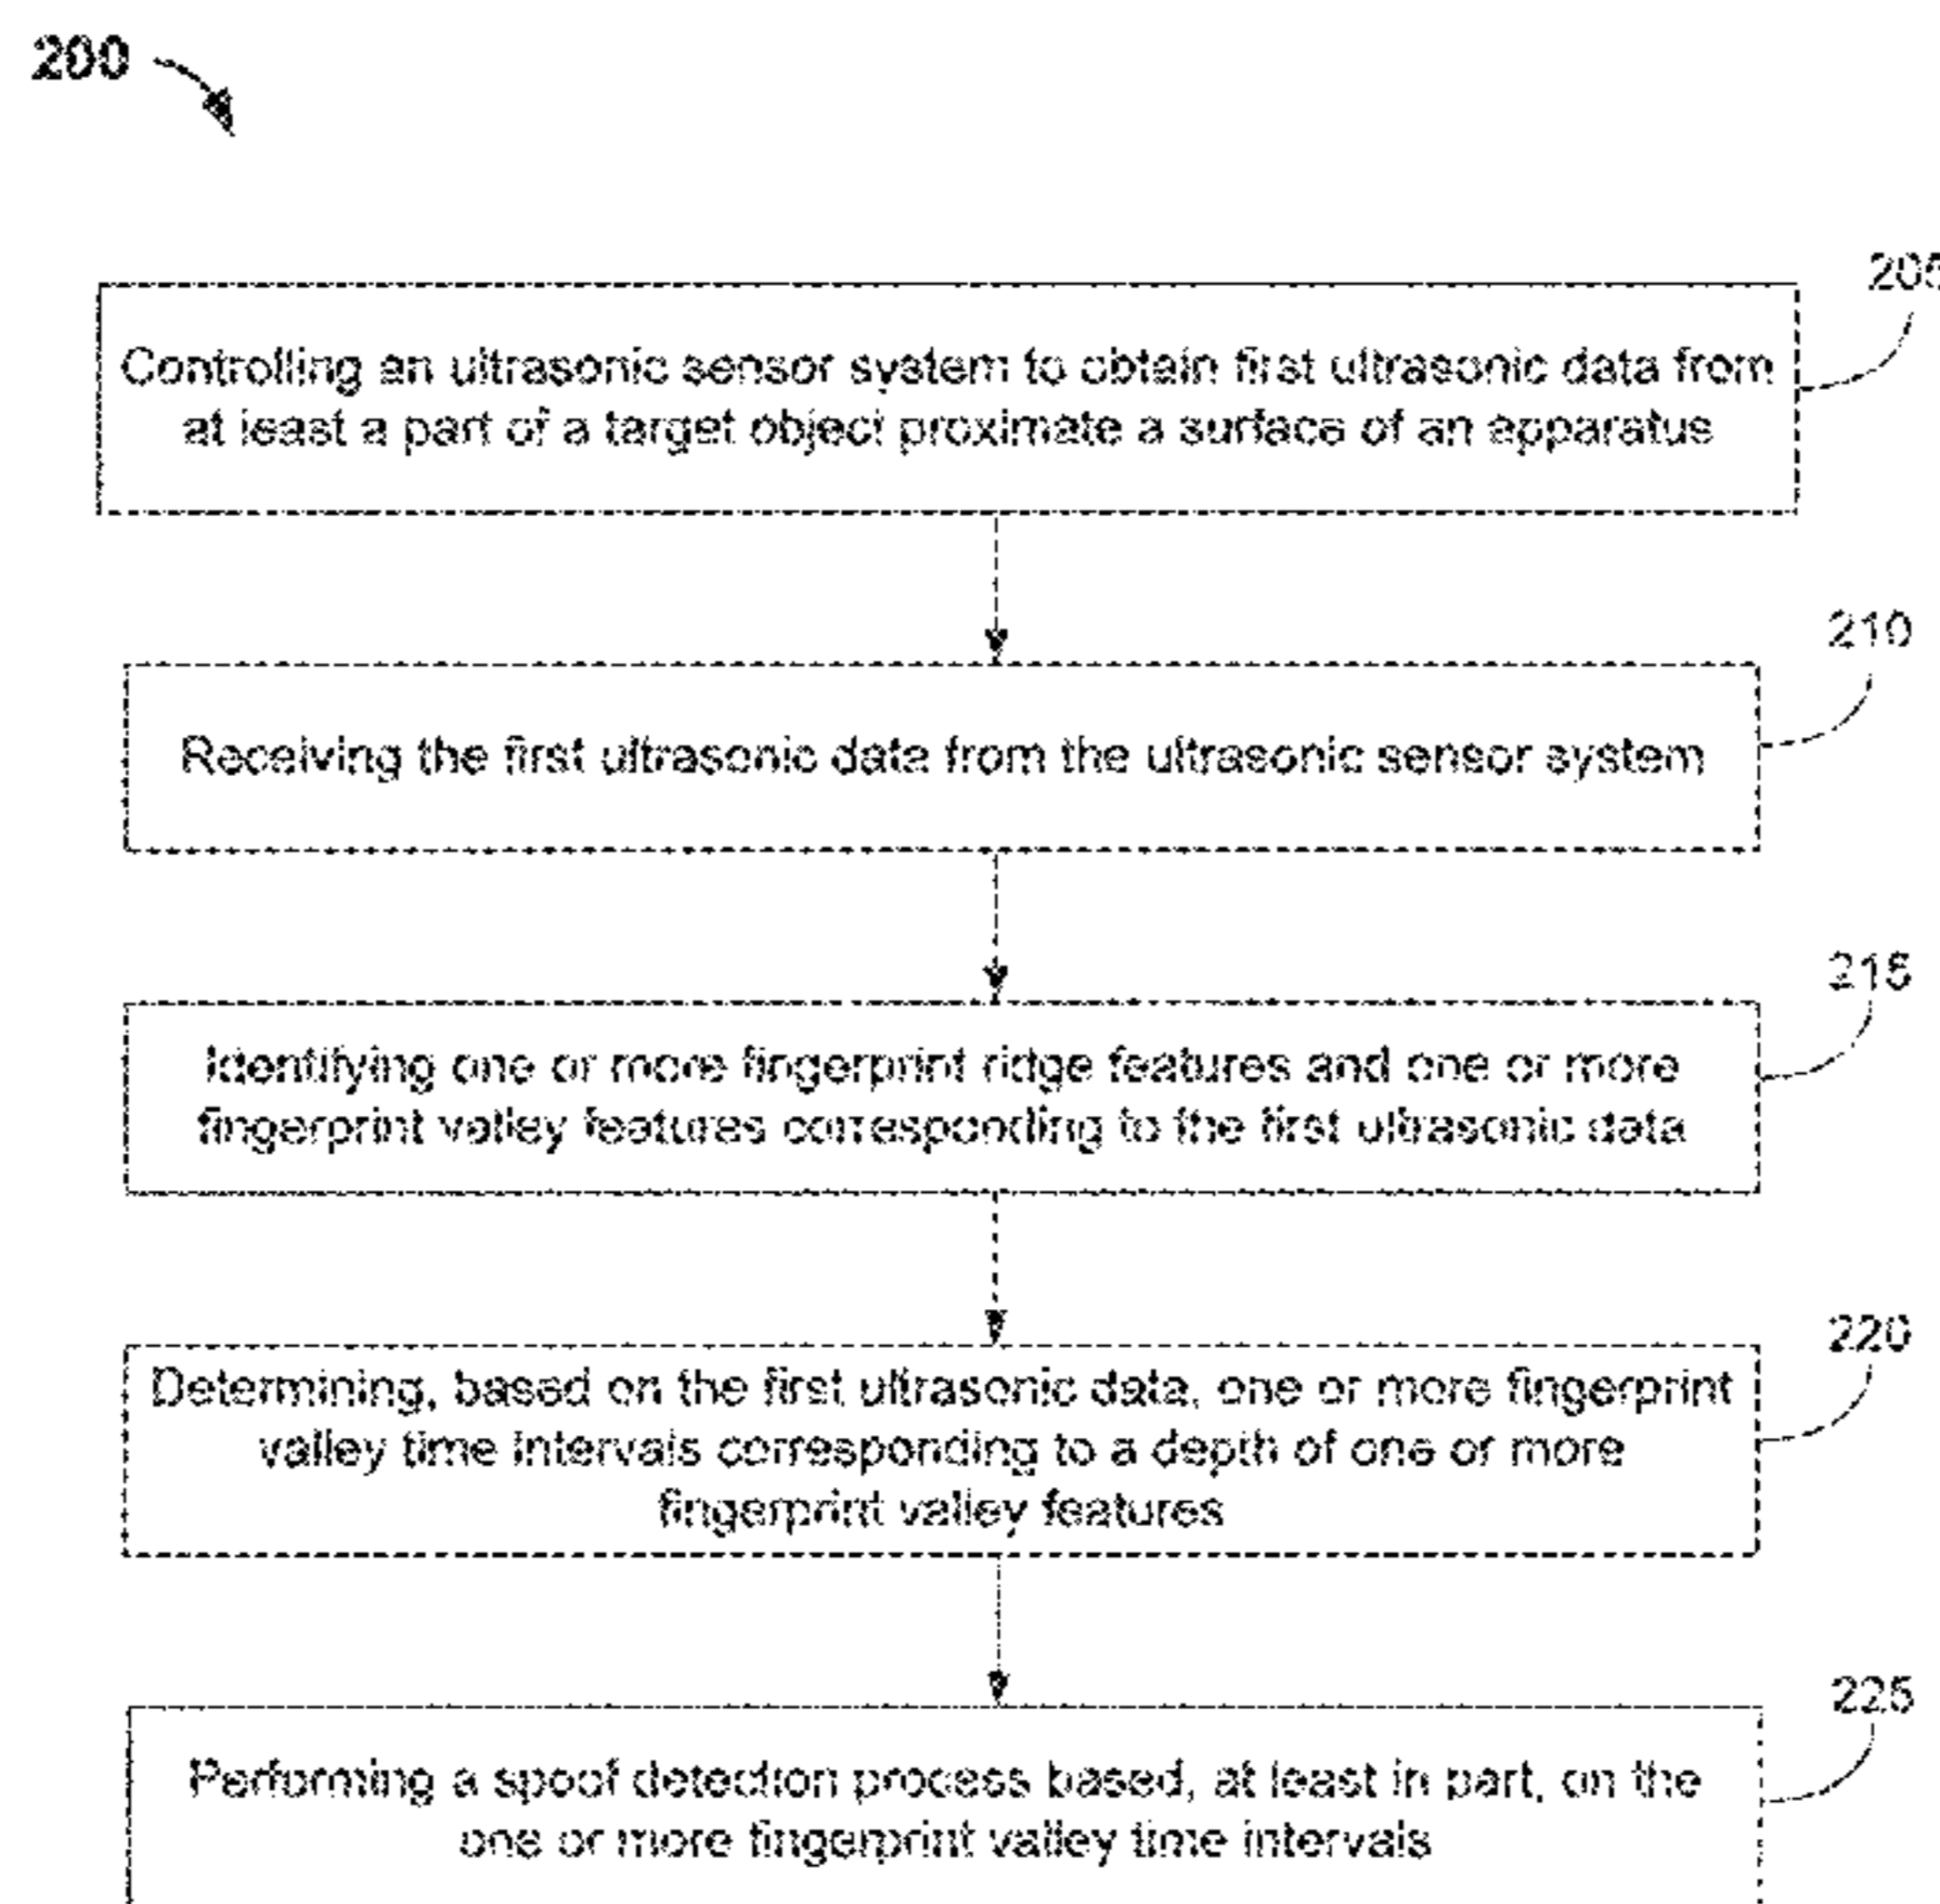 200
205
Controlling an ultrasonic sensor system to obtain first ultrasonic data from
at least a part of a target object proximate a surface of an apparatus
210
Receiving the first ultrasonic data from the ultrasonic sensor system
215
Identifying one or more fingerprint ridge features and one or more
fingerprint valley features corresponding to the first ultrasonic data
220
Determining, based on the first ultrasonic data, one or more fingerprint
valley time intervals corresponding to a depth of one or more
fingerprint valley features
225
Performing a spoof detection process based, at least in part, on the
one or more fingerprint valley time intervals